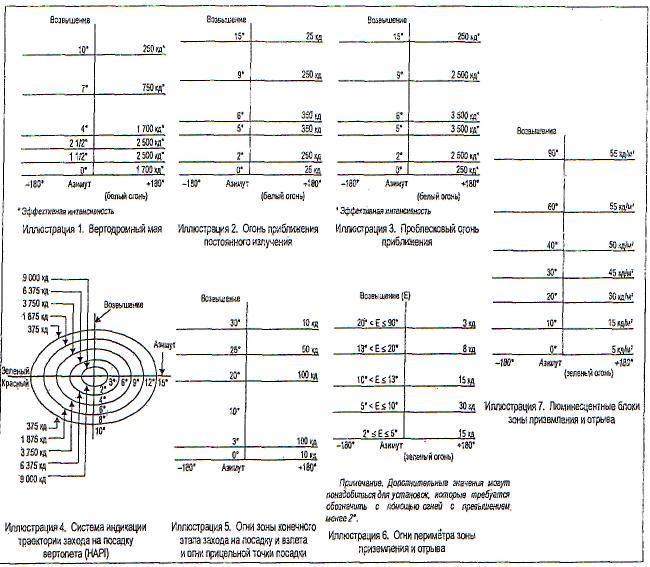 Возвышение
10° 250 кд*
7° 750 кд*
4° 1 700 кд*
2 1/2° 2 500 кд*
1 1/2° 2 500 кд*
0° 1 700 кд*
–180° Азимут +180°
(белый огонь)
* Эффективная интенсивность
Иллюстрация 1. Вертодромный мая
Возвышение
15° 25 кд
9° 250 кд
6° 350 кд
5° 350 кд
2° 250 кд
0° 25 кд
–180° Азимут +180°
(белый огонь)
Иллюстрация 2. Огонь приближения
постоянного излучения
Возвышение
15° 250 кд*
9° 2 500 кд*
6° 3 500 кд*
5° 3 500 кд*
2° 2 500 кд*
0° 250 кд*
–180° Азимут +180°
(белый огонь)
* Эффективная интенсивность
Иллюстрация 3. Проблесковый огонь
приближения
9 000 кд
6 375 кд
3 750 кд
1 875 кд
375 кд
Возвышение
Азимут
Зеленый
Красный
3° 6° 9° 12° 15°
2°
4°
6°
8°
10°
375 кд
1 875 кд
3 750 кд
6 375 кд
9 000 кд
Иллюстрация 4. Система индикации
траектории захода на посадку
вертолета (HAPI)
Возвышение
30° 10 кд
25° 50 кд
20° 100 кд
10°
3° 100 кд
0° 10 кд
–180° Азимут +180°
Иллюстрация 5. Огни зоны конечного
этапа захода на посадку и взлета
и огни прицельной точки посадки
Возвышение (E)
20° < E ≤ 90° 3 кд
13° < E ≤ 20° 8 кд
10° < E ≤ 13° 15 кд
5° < E ≤ 10° 30 кд
2° ≤ E ≤ 5° 15 кд
–180° Азимут +180°
(зеленый огонь)
Примечание. Дополнительные значения могут
понадобиться для установок, которые требуется
обозначить с помощью огней с превышением
менее 2°.
Иллюстрация 6. Огни периметра зоны
приземления и отрыва
Возвышение
90° 55 кд/м²
60° 55 кд/м²
40° 50 кд/м²
30° 45 кд/м²
20° 30 кд/м²
10° 15 кд/м²
0° 5 кд/м²
–180° Азимут +180°
(зеленый огонь)
Иллюстрация 7. Люминесцентные блоки
зоны приземления и отрыва